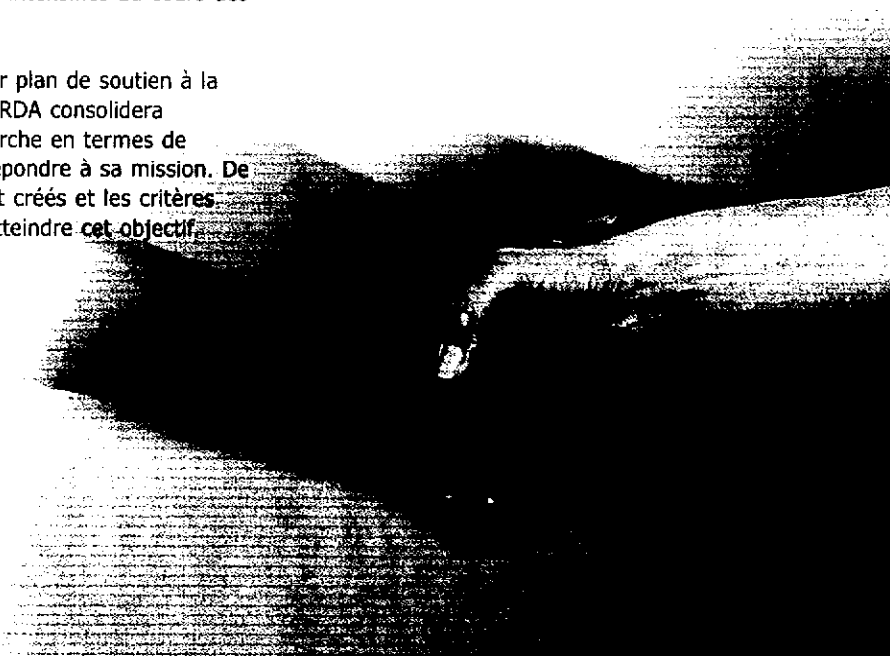 r plan de soutien à la
RDA consolidera
rche en termes de
épondre à sa mission. De
t créés et les critères
tteindre cet objectif.